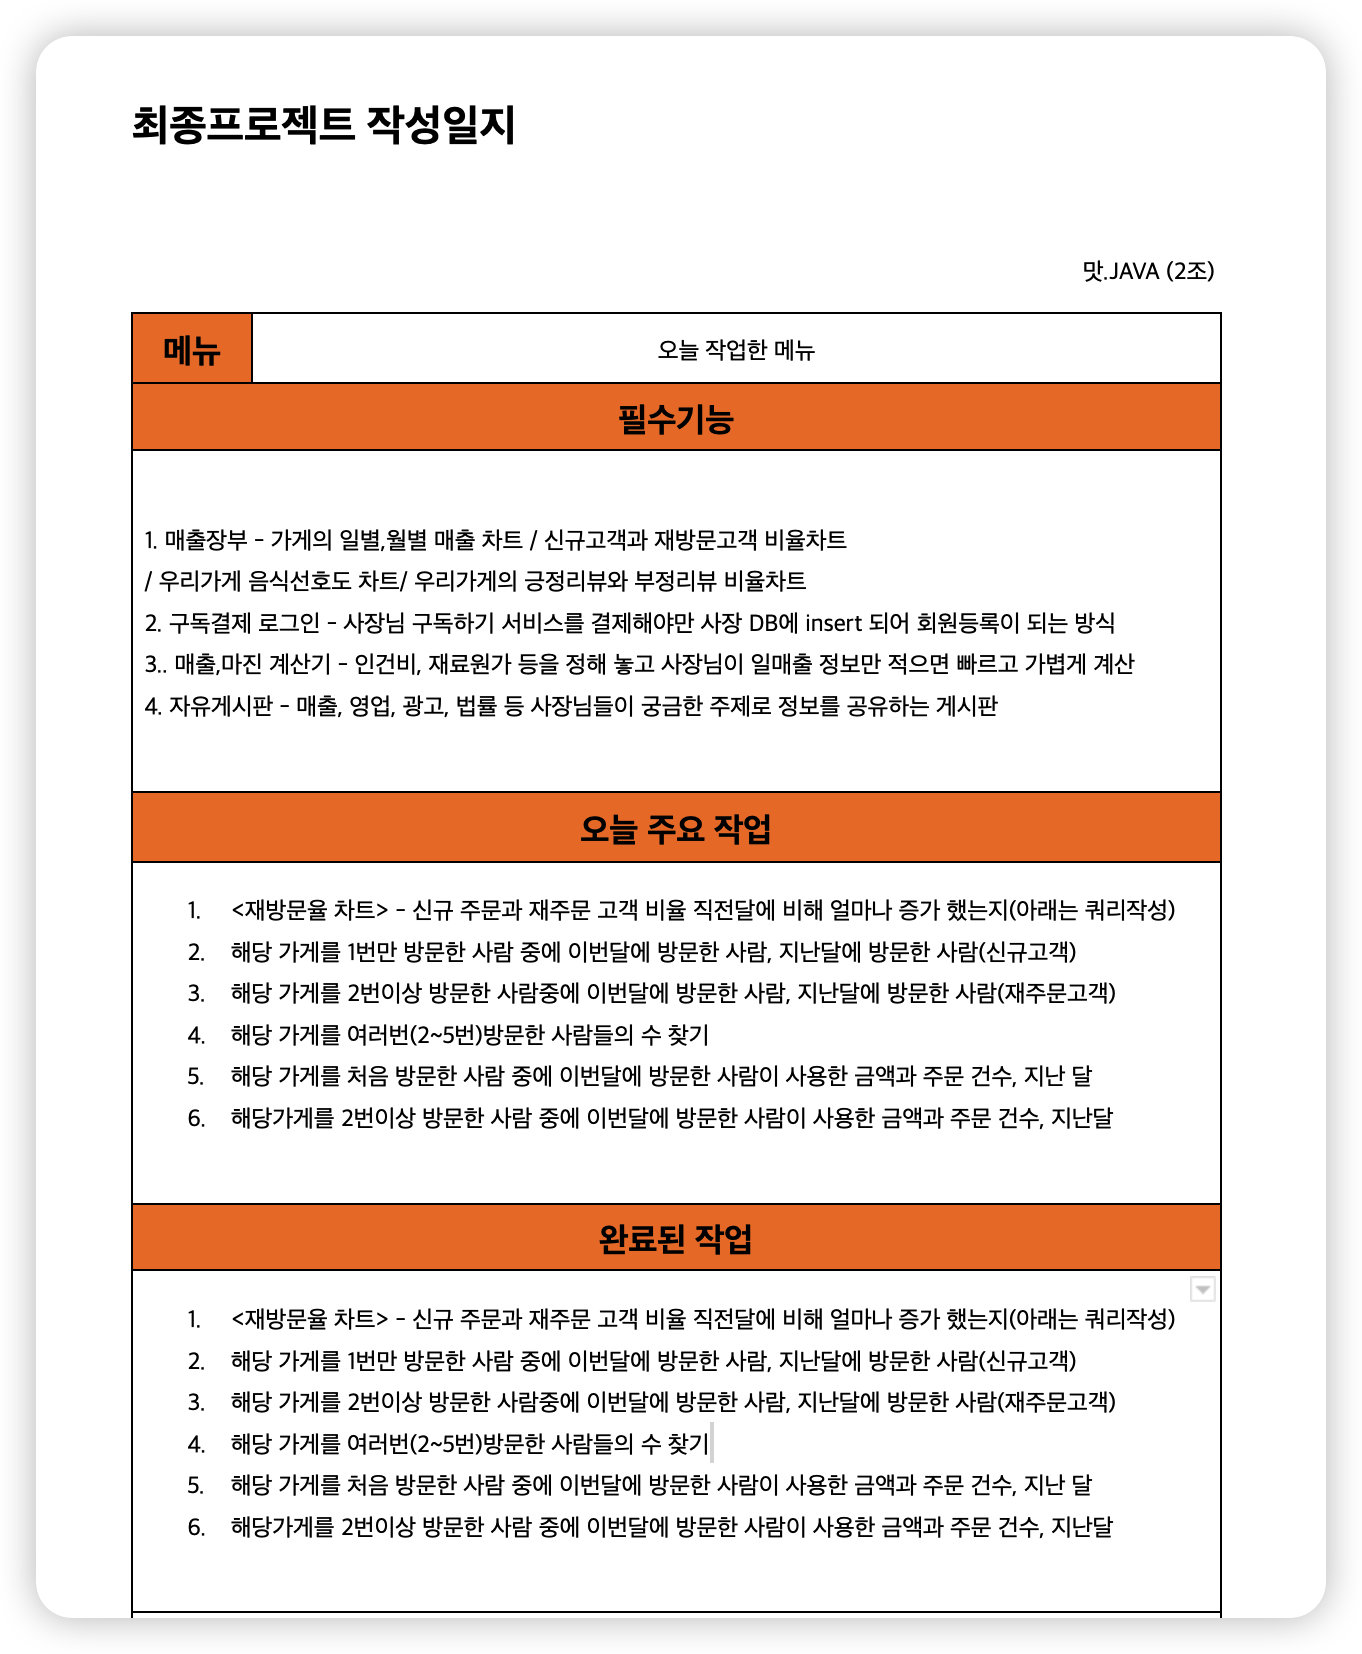 최종프로젝트 작성일지
맛.JAVA (2조)
메뉴
오늘 작업한 메뉴
필수기능
1. 매출장부 - 가게의 일별,월별 매출 차트 / 신규고객과 재방문고객 비율차트
/ 우리가게 음식선호도 차트/ 우리가게의 긍정리뷰와 부정리뷰 비율차트
2. 구독결제 로그인 - 사장님 구독하기 서비스를 결제해야만 사장 DB에 insert 되어 회원등록이 되는 방식
3.. 매출,마진 계산기 - 인건비, 재료원가 등을 정해 놓고 사장님이 일매출 정보만 적으면 빠르고 가볍게 계산
4. 자유게시판 - 매출, 영업, 광고, 법률 등 사장님들이 궁금한 주제로 정보를 공유하는 게시판
오늘 주요 작업
1. <재방문율 차트> - 신규 주문과 재주문 고객 비율 직전달에 비해 얼마나 증가 했는지(아래는 쿼리작성)
2. 해당 가게를 1번만 방문한 사람 중에 이번달에 방문한 사람, 지난달에 방문한 사람(신규고객)
3. 해당 가게를 2번이상 방문한 사람중에 이번달에 방문한 사람, 지난달에 방문한 사람(재주문고객)
4. 해당 가게를 여러번(2~5번)방문한 사람들의 수 찾기
5. 해당 가게를 처음 방문한 사람 중에 이번달에 방문한 사람이 사용한 금액과 주문 건수, 지난 달
6. 해당가게를 2번이상 방문한 사람 중에 이번달에 방문한 사람이 사용한 금액과 주문 건수, 지난달
완료된 작업
1. <재방문율 차트> - 신규 주문과 재주문 고객 비율 직전달에 비해 얼마나 증가 했는지(아래는 쿼리작성)
2. 해당 가게를 1번만 방문한 사람 중에 이번달에 방문한 사람, 지난달에 방문한 사람(신규고객)
3. 해당 가게를 2번이상 방문한 사람중에 이번달에 방문한 사람, 지난달에 방문한 사람(재주문고객)
4. 해당 가게를 여러번(2~5번)방문한 사람들의 수 찾기
5. 해당 가게를 처음 방문한 사람 중에 이번달에 방문한 사람이 사용한 금액과 주문 건수, 지난 달
6. 해당가게를 2번이상 방문한 사람 중에 이번달에 방문한 사람이 사용한 금액과 주문 건수, 지난달